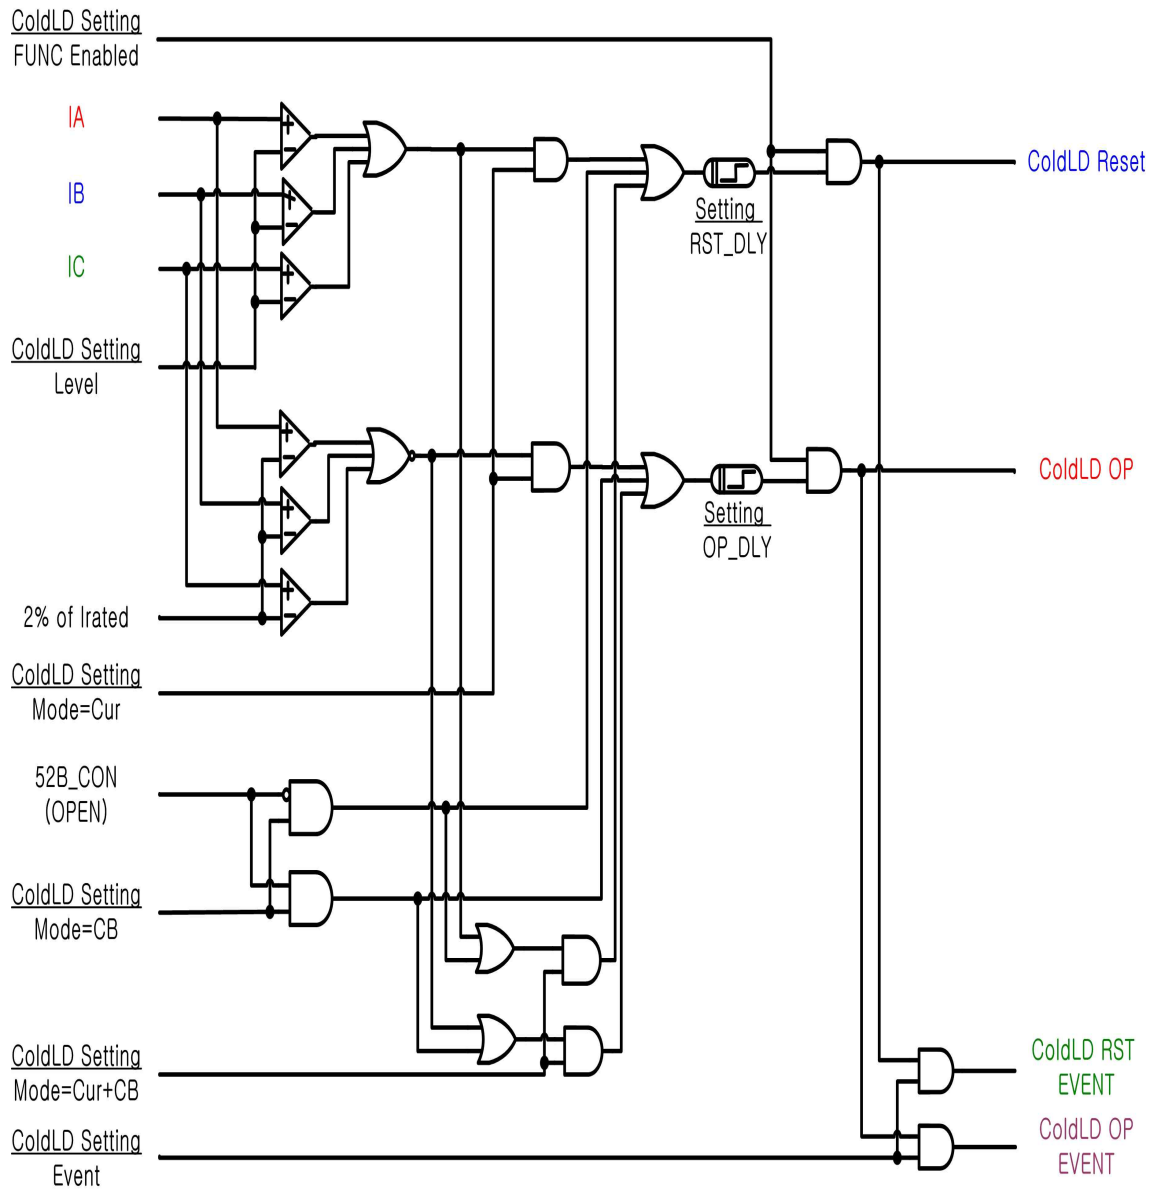 ColdLD Setting
FUNC Enabled
IA
IB
IC
ColdLD Setting
Level
2% of Irated
ColdLD Setting
Mode=Cur
52B_CON
(OPEN)
ColdLD Setting
Mode=CB
ColdLD Setting
Mode=Cur+CB
ColdLD Setting
Event
+
−
+
−
+
−
+
−
+
−
+
−
Setting
RST_DLY
Setting
OP_DLY
ColdLD Reset
ColdLD OP
ColdLD RST
EVENT
ColdLD OP
EVENT